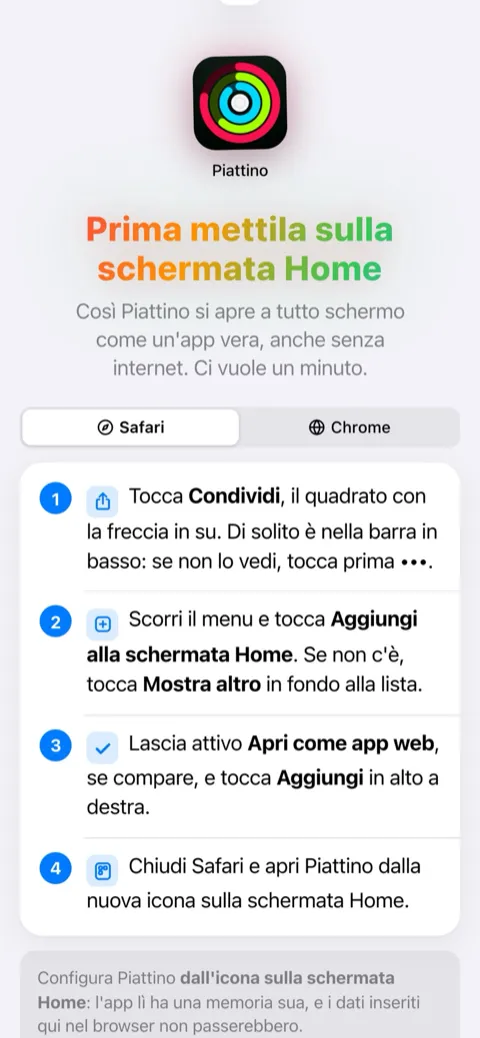 Piattino
Prima mettila sulla
schermata Home
Così Piattino si apre a tutto schermo
come un'app vera, anche senza
internet. Ci vuole un minuto.
Safari
Chrome
1 Tocca Condividi, il quadrato con
la freccia in su. Di solito è nella barra in
basso: se non lo vedi, tocca prima •••.
2 Scorri il menu e tocca Aggiungi
alla schermata Home. Se non c'è,
tocca Mostra altro in fondo alla lista.
3 Lascia attivo Apri come app web,
se compare, e tocca Aggiungi in alto a
destra.
4 Chiudi Safari e apri Piattino dalla
nuova icona sulla schermata Home.
Configura Piattino dall'icona sulla schermata
Home: l'app lì ha una memoria sua, e i dati inseriti
qui nel browser non passerebbero.